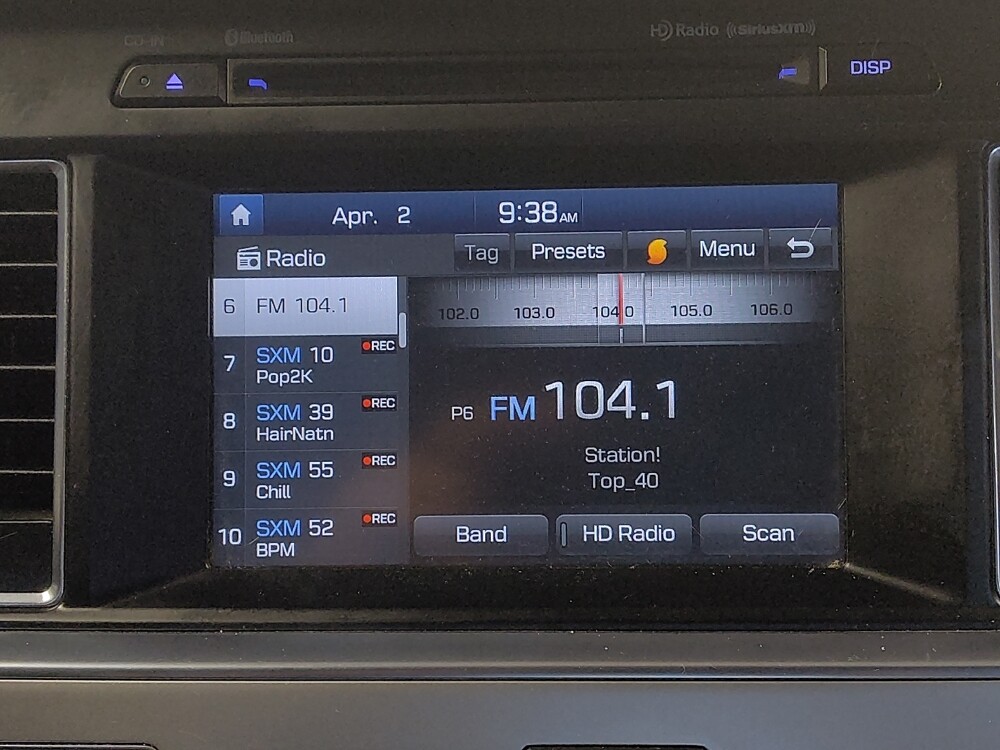 CD-IN
Bluetooth
HD Radio ((SiriusXM))
DISP
Apr. 2
9:38AM
Radio
Tag
Presets
Menu
6 FM 104.1
7 SXM 10 REC
Pop2K
8 SXM 39 REC
HairNatn
9 SXM 55 REC
Chill
10 SXM 52 REC
BPM
102.0 103.0 104.0 105.0 106.0
P6 FM 104.1
Station!
Top_40
Band
HD Radio
Scan